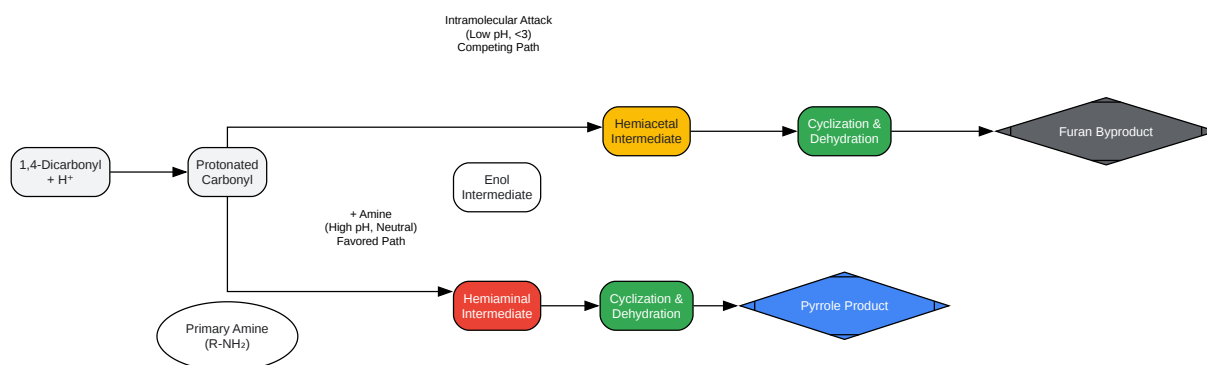 Intramolecular Attack
(Low pH, <3)
Competing Path
Hemiacetal
Intermediate
Cyclization &
Dehydration
Furan Byproduct
1,4-Dicarbonyl
+ H⁺
Protonated
Carbonyl
Enol
Intermediate
+ Amine
(High pH, Neutral)
Favored Path
Hemiaminal
Intermediate
Cyclization &
Dehydration
Pyrrole Product
Primary Amine
(R-NH₂)